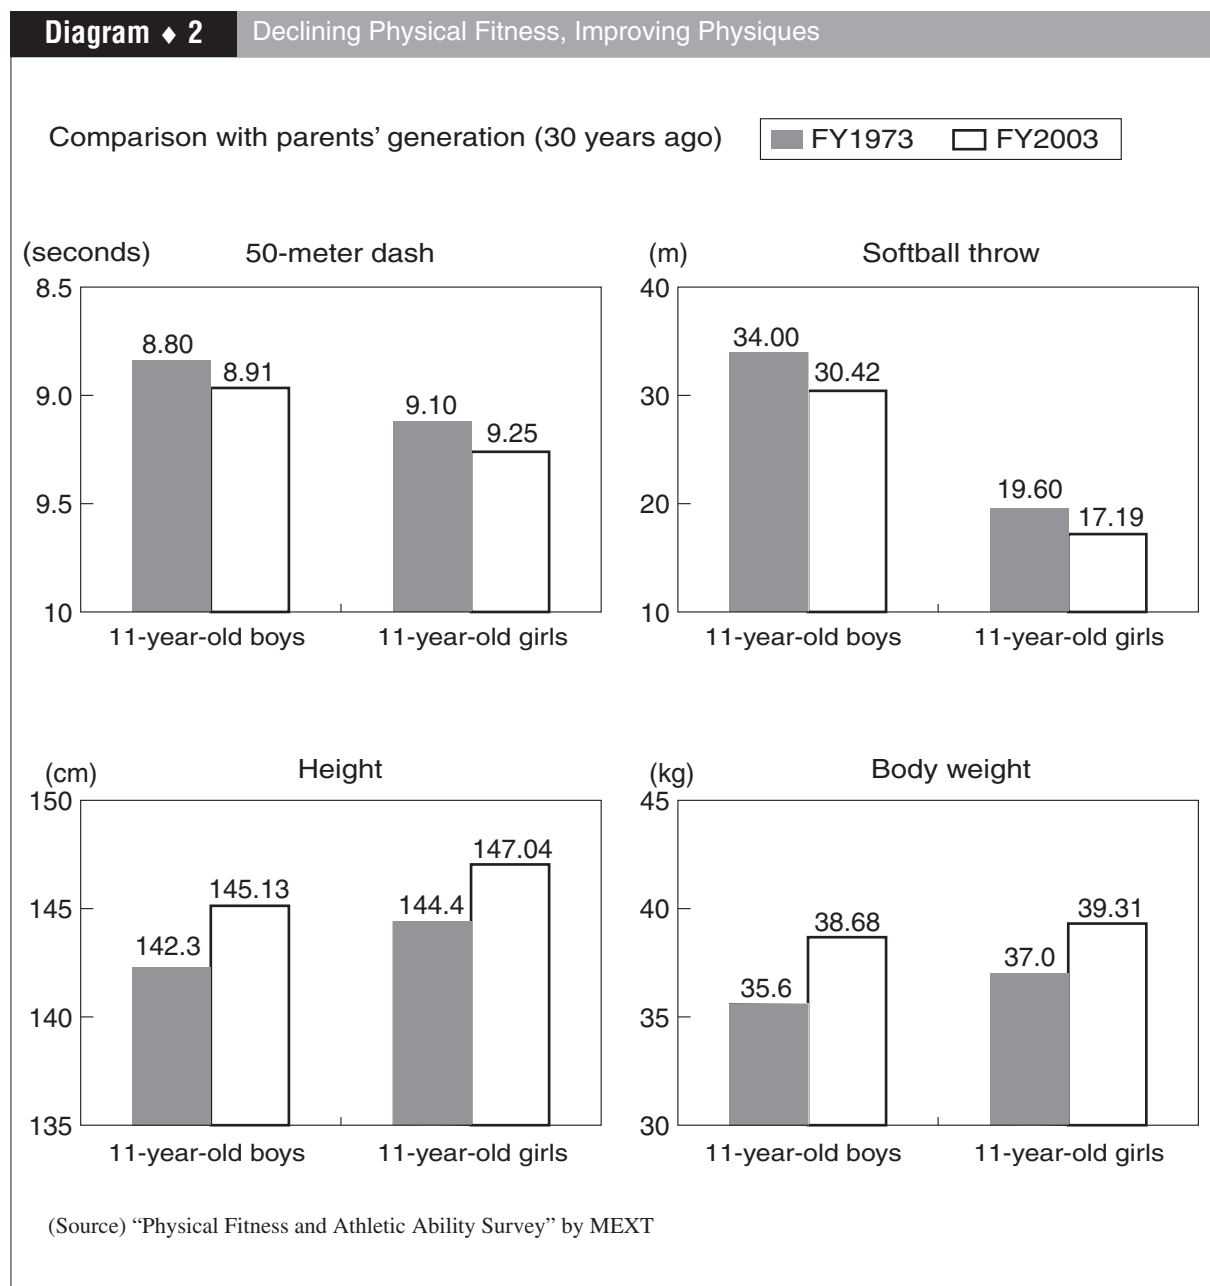 Diagram ◆ 2 Declining Physical Fitness, Improving Physiques
Comparison with parents’ generation (30 years ago) FY1973 FY2003
(seconds) 50-meter dash
8.5
9.0
9.5
10
8.80
8.91
9.10
9.25
11-year-old boys 11-year-old girls
(m) Softball throw
40
30
20
10
34.00
30.42
19.60
17.19
11-year-old boys 11-year-old girls
(cm) Height
150
145
140
135
142.3
145.13
144.4
147.04
11-year-old boys 11-year-old girls
(kg) Body weight
45
40
35
30
35.6
38.68
37.0
39.31
11-year-old boys 11-year-old girls
(Source) “Physical Fitness and Athletic Ability Survey” by MEXT